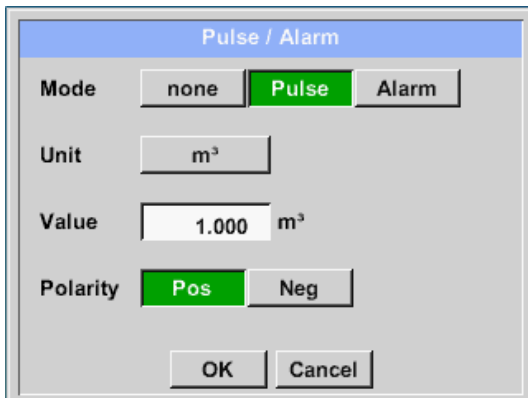 Pulse / Alarm
Mode none Pulse Alarm
Unit m³
Value 1.000 m³
Polarity Pos Neg
OK Cancel